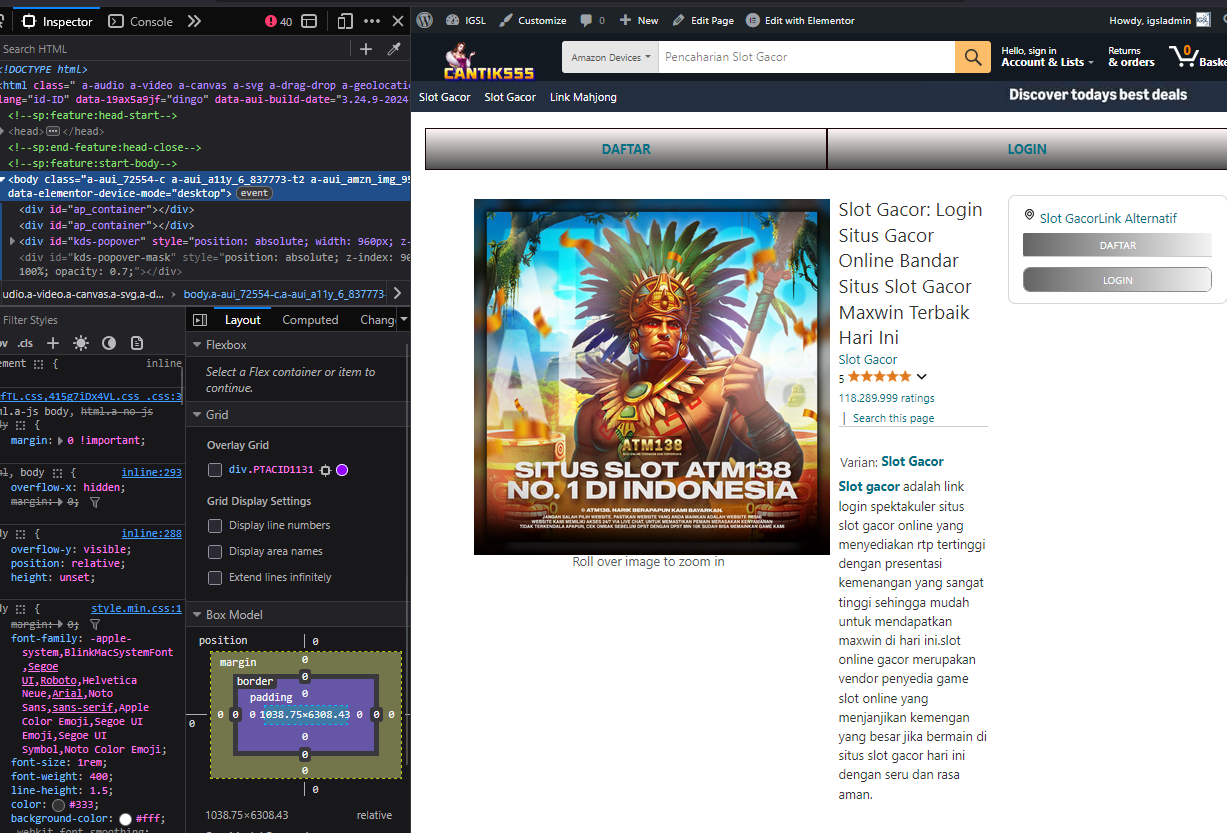 Inspector
Console
40
Search HTML
<!DOCTYPE html>
<html class=" a-audio a-video a-canvas a-svg a-drag-drop a-geolocatio
lang="id-ID" data-19ax5a9jf="dingo" data-aui-build-date="3.24.9-2024
<!--sp:feature:head-start-->
<head> </head>
<!--sp:end-feature:head-close-->
<!--sp:feature:start-body-->
<body class="a-aui_72554-c a-aui_a11y_6_837773-t2 a-aui_amzn_img_95
data-elementor-device-mode="desktop"> event
<div id="ap_container"></div>
<div id="ap_container"></div>
<div id="kds-popover" style="position: absolute; width: 960px; z-
<div id="kds-popover-mask" style="position: absolute; z-index: 96
100%; opacity: 0.7;"></div>
udio.a-video.a-canvas.a-svg.a-d...
body.a-aui_72554-c.a-aui_a11y_6_837773-
Filter Styles
ov .cls
ement {
inline
fTL.css,415g7iDx4VL.css_.css:3
ml.a-js body, html.a-no-js
dy {
margin: 0 !important;
ml, body {
inline:293
overflow-x: hidden;
margin: 0;
dy {
inline:288
overflow-y: visible;
position: relative;
height: unset;
dy {
style.min.css:1
margin: 0;
font-family: -apple-
system,BlinkMacSystemFont
,Segoe
UI,Roboto,Helvetica
Neue,Arial,Noto
Sans,sans-serif,Apple
Color Emoji,Segoe UI
Emoji,Segoe UI
Symbol,Noto Color Emoji;
font-size: 1rem;
font-weight: 400;
line-height: 1.5;
color: #333;
background-color: #fff;
-webkit-font-smoothing:
Layout
Computed
Chang
Flexbox
Select a Flex container or item to
continue.
Grid
Overlay Grid
div.PTACID1131
Grid Display Settings
Display line numbers
Display area names
Extend lines infinitely
Box Model
position
0
margin
0
border
0
padding
0
0
0 0 0 1038.75×6308.43 0 0 0
0
0
0
0
1038.75×6308.43
relative
IGSL
Customize
0
New
Edit Page
Edit with Elementor
Howdy, igsladmin
CANTIK555
Amazon Devices
Pencaharian Slot Gacor
Hello, sign in
Account & Lists
Returns
& orders
0
Baske
Slot Gacor
Slot Gacor
Link Mahjong
Discover todays best deals
DAFTAR
LOGIN
ATM138
SITUS SLOT ATM138
NO. 1 DI INDONESIA
© ATM138. NARIK BERAPAPUN KAMI BAYARKAN.
Roll over image to zoom in
Slot Gacor: Login
Situs Gacor
Online Bandar
Situs Slot Gacor
Maxwin Terbaik
Hari Ini
Slot Gacor
5
118.289.999 ratings
| Search this page
Varian: Slot Gacor
Slot gacor adalah link
login spektakuler situs
slot gacor online yang
menyediakan rtp tertinggi
dengan presentasi
kemenangan yang sangat
tinggi sehingga mudah
untuk mendapatkan
maxwin di hari ini.slot
online gacor merupakan
vendor penyedia game
slot online yang
menjanjikan kemengan
yang besar jika bermain di
situs slot gacor hari ini
dengan seru dan rasa
aman.
Slot GacorLink Alternatif
DAFTAR
LOGIN